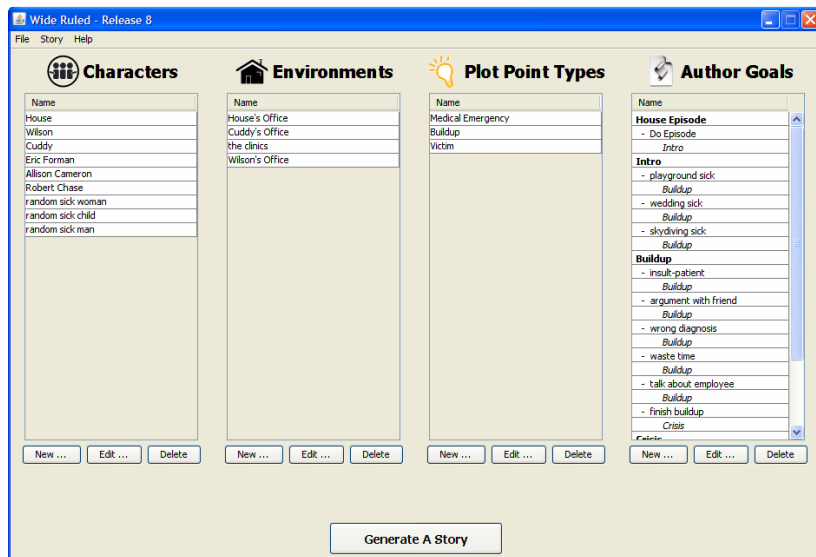 Wide Ruled - Release 8
File Story Help
Characters
Name
House
Wilson
Cuddy
Eric Forman
Allison Cameron
Robert Chase
random sick woman
random sick child
random sick man
New ... Edit ... Delete
Environments
Name
House's Office
Cuddy's Office
the clinics
Wilson's Office
New ... Edit ... Delete
Plot Point Types
Name
Medical Emergency
Buildup
Victim
New ... Edit ... Delete
Author Goals
Name
House Episode
- Do Episode
Intro
Intro
- playground sick
Buildup
- wedding sick
Buildup
- skydiving sick
Buildup
Buildup
- insult-patient
Buildup
- argument with friend
Buildup
- wrong diagnosis
Buildup
- waste time
Buildup
- talk about employee
Buildup
- finish buildup
Crisis
Crisis
New ... Edit ... Delete
Generate A Story